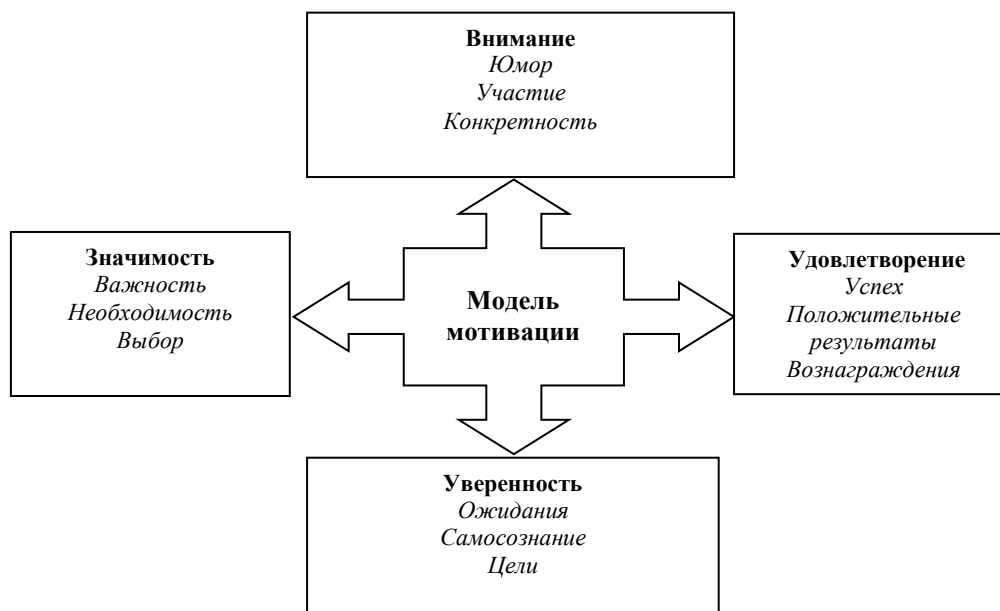 Внимание
Юмор
Участие
Конкретность
Значимость
Важность
Необходимость
Выбор
Модель
мотивации
Удовлетворение
Успех
Положительные
результаты
Вознаграждения
Уверенность
Ожидания
Самосознание
Цели